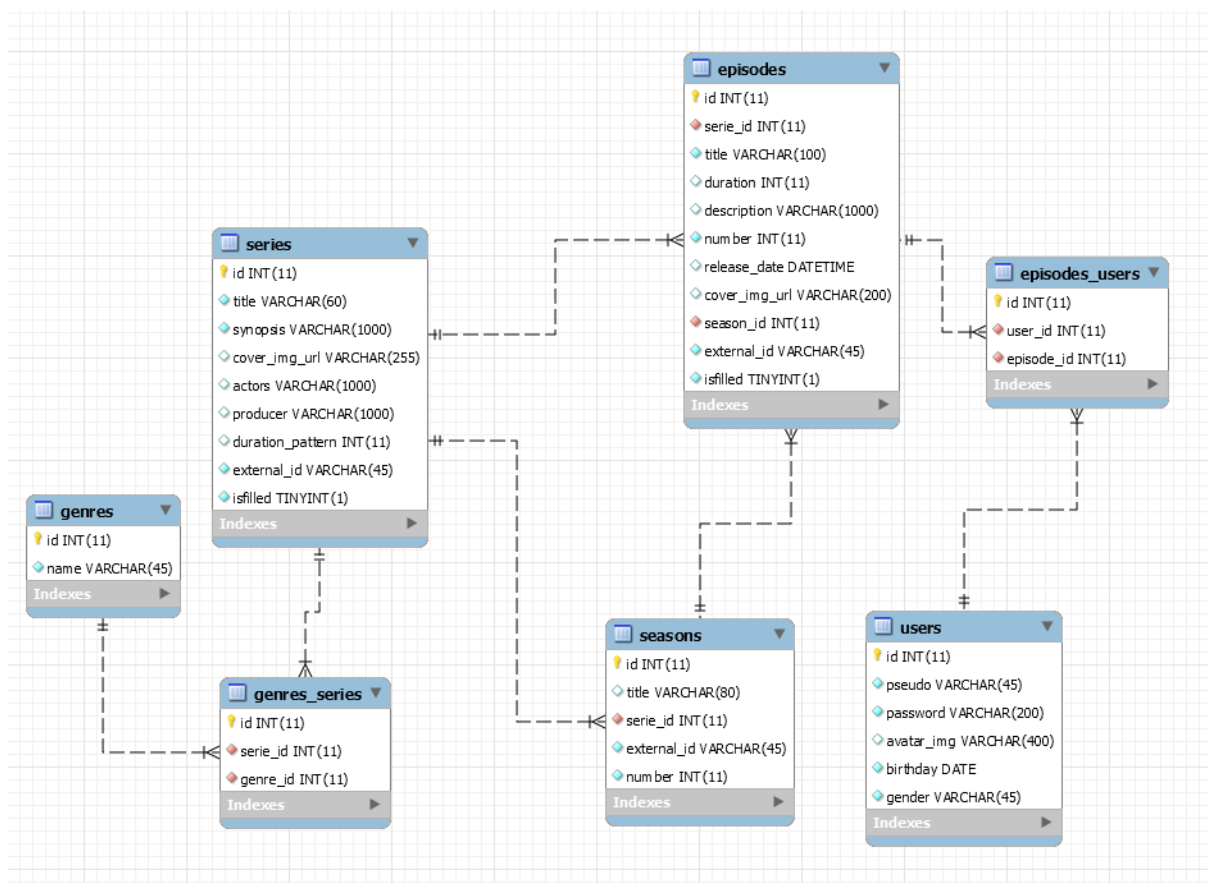 episodes
id INT(11)
serie_id INT(11)
title VARCHAR(100)
duration INT(11)
description VARCHAR(1000)
number INT(11)
release_date DATETIME
cover_img_url VARCHAR(200)
season_id INT(11)
external_id VARCHAR(45)
isfilled TINYINT(1)
Indexes
series
id INT(11)
title VARCHAR(60)
synopsis VARCHAR(1000)
cover_img_url VARCHAR(255)
actors VARCHAR(1000)
producer VARCHAR(1000)
duration_pattern INT(11)
external_id VARCHAR(45)
isfilled TINYINT(1)
Indexes
episodes_users
id INT(11)
user_id INT(11)
episode_id INT(11)
Indexes
genres
id INT(11)
name VARCHAR(45)
Indexes
genres_series
id INT(11)
serie_id INT(11)
genre_id INT(11)
Indexes
seasons
id INT(11)
title VARCHAR(80)
serie_id INT(11)
external_id VARCHAR(45)
number INT(11)
Indexes
users
id INT(11)
pseudo VARCHAR(45)
password VARCHAR(200)
avatar_img VARCHAR(400)
birthday DATE
gender VARCHAR(45)
Indexes